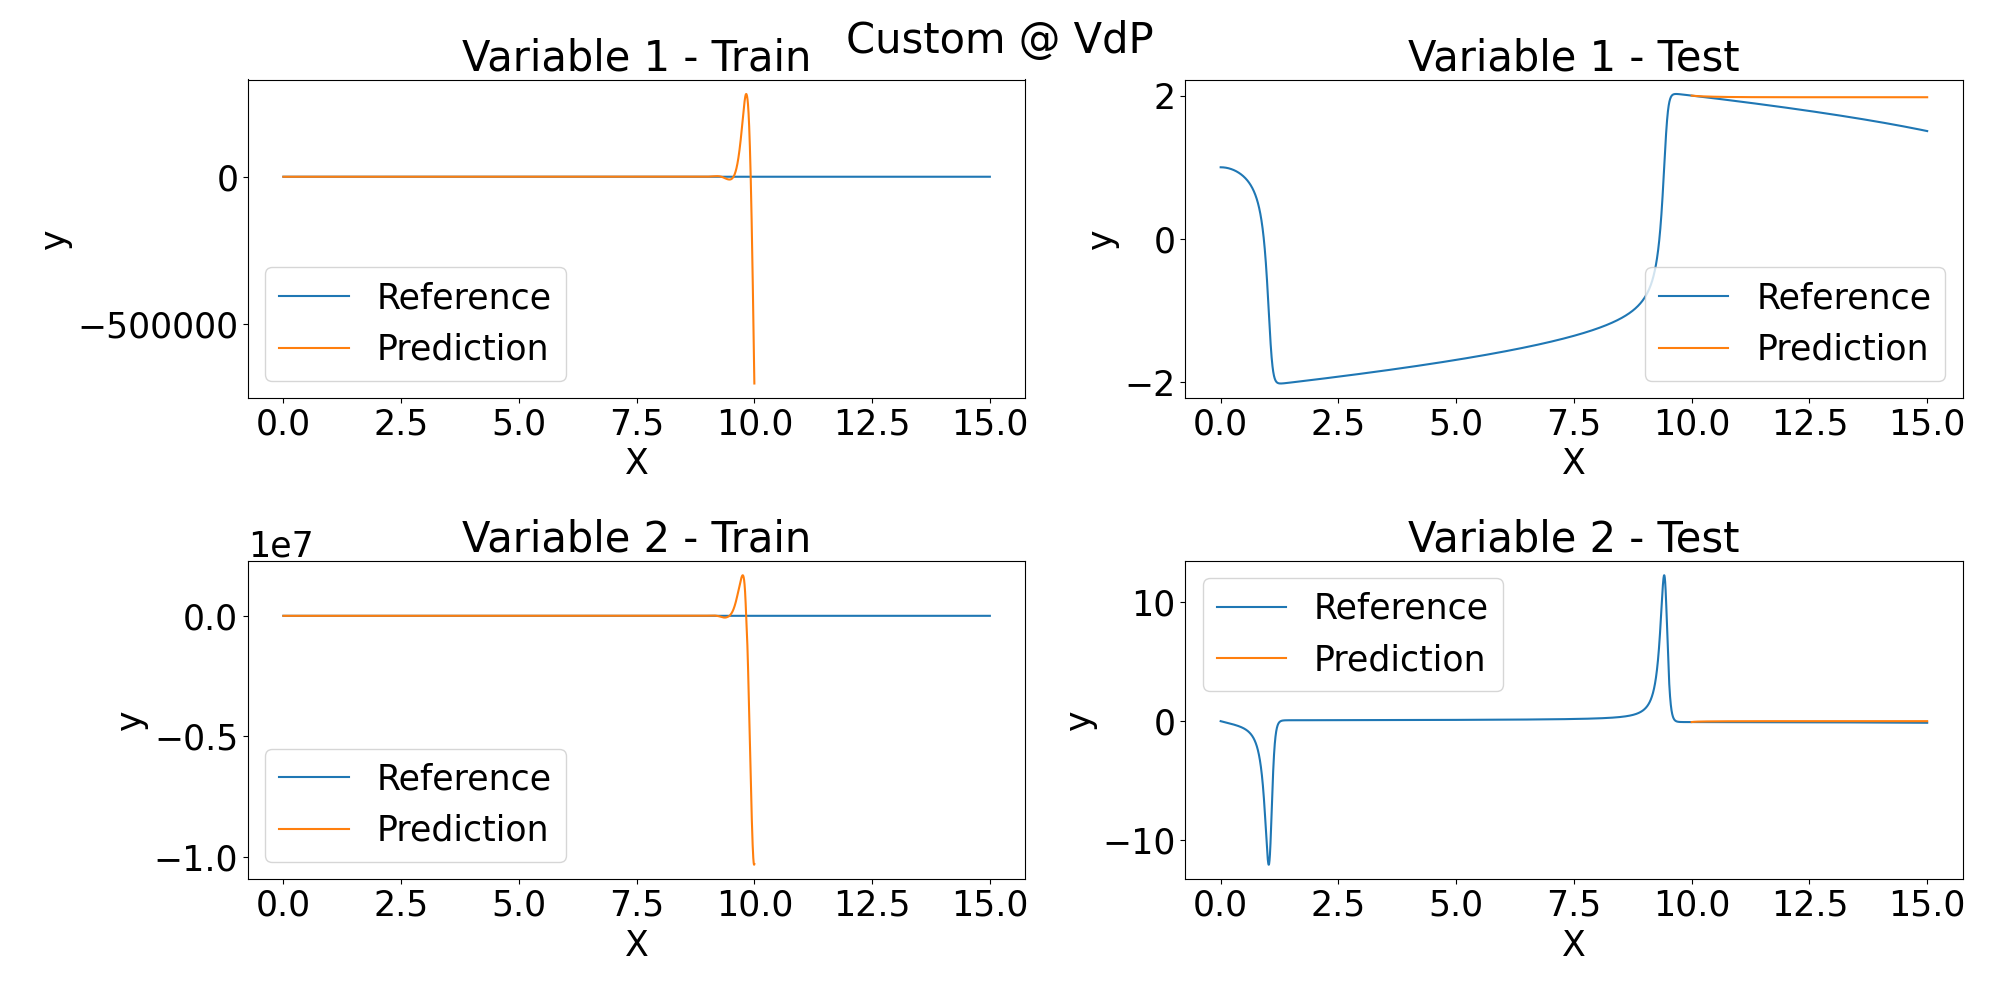 Custom @ VdP
Variable 1 - Train
0
−500000
y
Reference
Prediction
0.0 2.5 5.0 7.5 10.0 12.5 15.0
X
Variable 1 - Test
2
0
−2
y
Reference
Prediction
0.0 2.5 5.0 7.5 10.0 12.5 15.0
X
Variable 2 - Train
1e7
0.0
−0.5
−1.0
y
Reference
Prediction
0.0 2.5 5.0 7.5 10.0 12.5 15.0
X
Variable 2 - Test
10
0
−10
y
Reference
Prediction
0.0 2.5 5.0 7.5 10.0 12.5 15.0
X